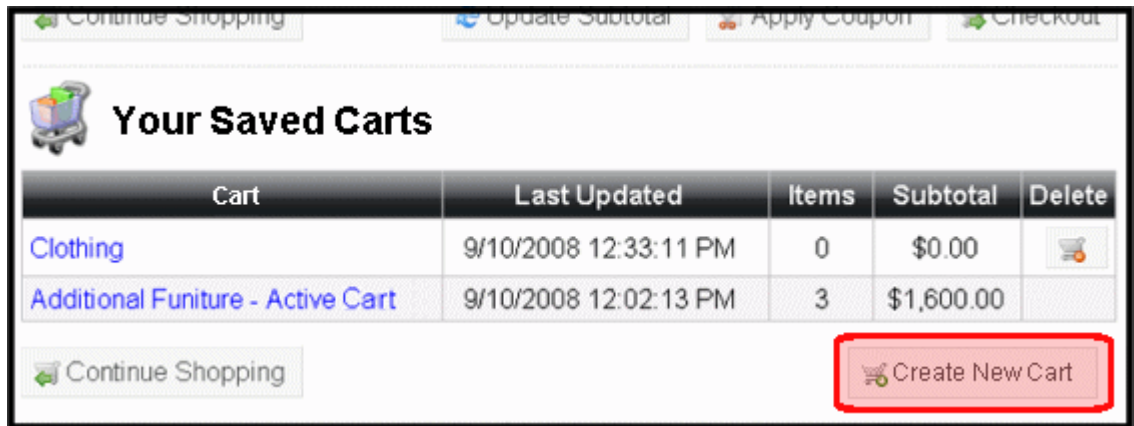 Continue Shopping Update Subtotal Apply Coupon Checkout
Your Saved Carts
Cart Last Updated Items Subtotal Delete
Clothing 9/10/2008 12:33:11 PM 0 $0.00
Additional Funiture - Active Cart 9/10/2008 12:02:13 PM 3 $1,600.00
Continue Shopping Create New Cart